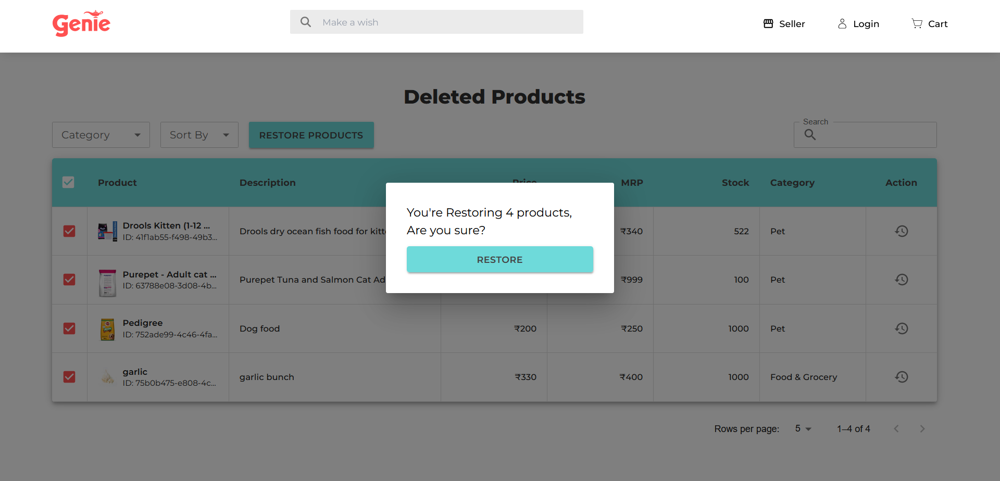 Genie
Make a wish
Seller
Login
Cart
Deleted Products
Category
Sort By
RESTORE PRODUCTS
Search
Product
Description
Price
MRP
Stock
Category
Action
You're Restoring 4 products,
Are you sure?
RESTORE
Drools Kitten (1-12 ...
ID: 41f1ab55-f498-49b3...
Drools dry ocean fish food for kitt
₹340
522
Pet
Purepet - Adult cat ...
ID: 63788e08-3d08-4b...
Purepet Tuna and Salmon Cat Ad
₹999
100
Pet
Pedigree
ID: 752ade99-4c46-4fa...
Dog food
₹200
₹250
1000
Pet
garlic
ID: 75b0b475-e808-4c...
garlic bunch
₹330
₹400
1000
Food & Grocery
Rows per page:
5
1–4 of 4